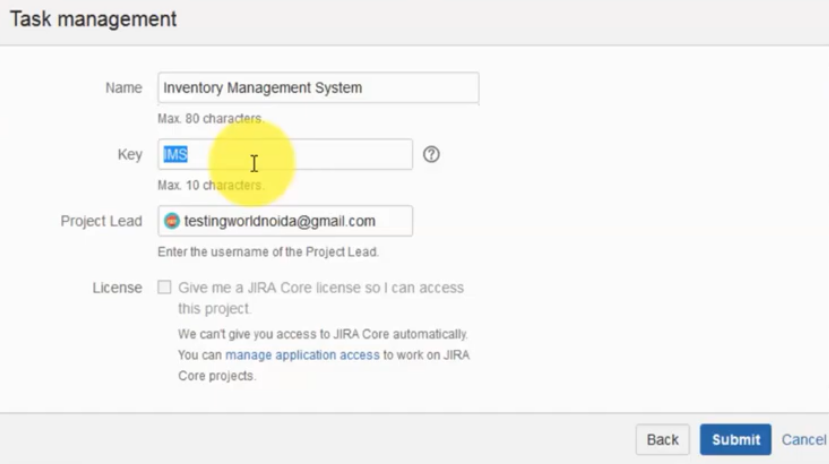 Task management
Name Inventory Management System
Max. 80 characters.
Key IMS
Max. 10 characters.
Project Lead testingworldnoida@gmail.com
Enter the username of the Project Lead.
License Give me a JIRA Core license so I can access
this project.
We can't give you access to JIRA Core automatically.
You can manage application access to work on JIRA
Core projects.
Back Submit Cancel